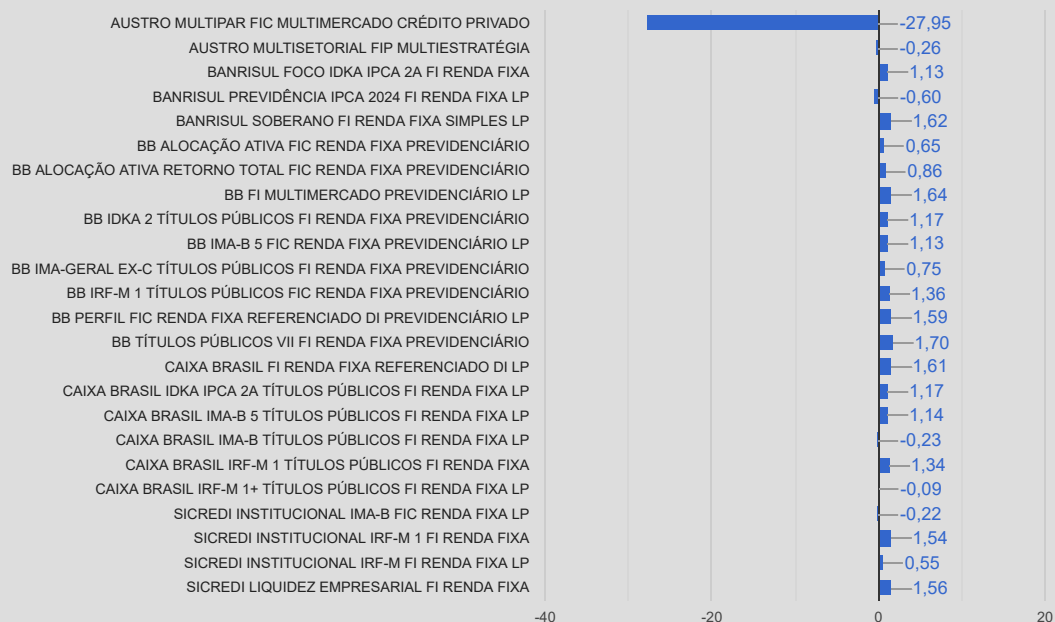 AUSTRO MULTIPAR FIC MULTIMERCADO CRÉDITO PRIVADO -27,95
AUSTRO MULTISETORIAL FIP MULTIESTRATÉGIA -0,26
BANRISUL FOCO IDKA IPCA 2A FI RENDA FIXA 1,13
BANRISUL PREVIDÊNCIA IPCA 2024 FI RENDA FIXA LP -0,60
BANRISUL SOBERANO FI RENDA FIXA SIMPLES LP 1,62
BB ALOCAÇÃO ATIVA FIC RENDA FIXA PREVIDENCIÁRIO 0,65
BB ALOCAÇÃO ATIVA RETORNO TOTAL FIC RENDA FIXA PREVIDENCIÁRIO 0,86
BB FI MULTIMERCADO PREVIDENCIÁRIO LP 1,64
BB IDKA 2 TÍTULOS PÚBLICOS FI RENDA FIXA PREVIDENCIÁRIO 1,17
BB IMA-B 5 FIC RENDA FIXA PREVIDENCIÁRIO LP 1,13
BB IMA-GERAL EX-C TÍTULOS PÚBLICOS FI RENDA FIXA PREVIDENCIÁRIO 0,75
BB IRF-M 1 TÍTULOS PÚBLICOS FIC RENDA FIXA PREVIDENCIÁRIO 1,36
BB PERFIL FIC RENDA FIXA REFERENCIADO DI PREVIDENCIÁRIO LP 1,59
BB TÍTULOS PÚBLICOS VII FI RENDA FIXA PREVIDENCIÁRIO 1,70
CAIXA BRASIL FI RENDA FIXA REFERENCIADO DI LP 1,61
CAIXA BRASIL IDKA IPCA 2A TÍTULOS PÚBLICOS FI RENDA FIXA LP 1,17
CAIXA BRASIL IMA-B 5 TÍTULOS PÚBLICOS FI RENDA FIXA LP 1,14
CAIXA BRASIL IMA-B TÍTULOS PÚBLICOS FI RENDA FIXA LP -0,23
CAIXA BRASIL IRF-M 1 TÍTULOS PÚBLICOS FI RENDA FIXA 1,34
CAIXA BRASIL IRF-M 1+ TÍTULOS PÚBLICOS FI RENDA FIXA LP -0,09
SICREDI INSTITUCIONAL IMA-B FIC RENDA FIXA LP -0,22
SICREDI INSTITUCIONAL IRF-M 1 FI RENDA FIXA 1,54
SICREDI INSTITUCIONAL IRF-M FI RENDA FIXA LP 0,55
SICREDI LIQUIDEZ EMPRESARIAL FI RENDA FIXA 1,56
-40 -20 0 20